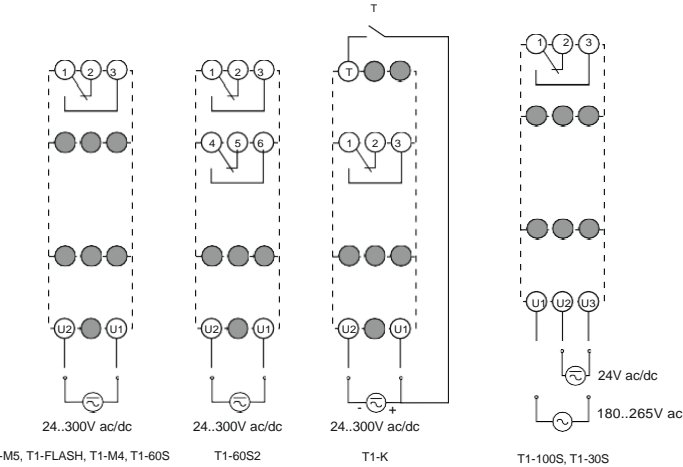 T
1 2 3
1 2 3
T
1 2 3
4 5 6
1 2 3
U2 U1
U2 U1
U2 U1
U1 U2 U3
24V ac/dc
- +
180..265V ac
24..300V ac/dc
24..300V ac/dc
24..300V ac/dc
-M5, T1-FLASH, T1-M4, T1-60S
T1-60S2
T1-K
T1-100S, T1-30S